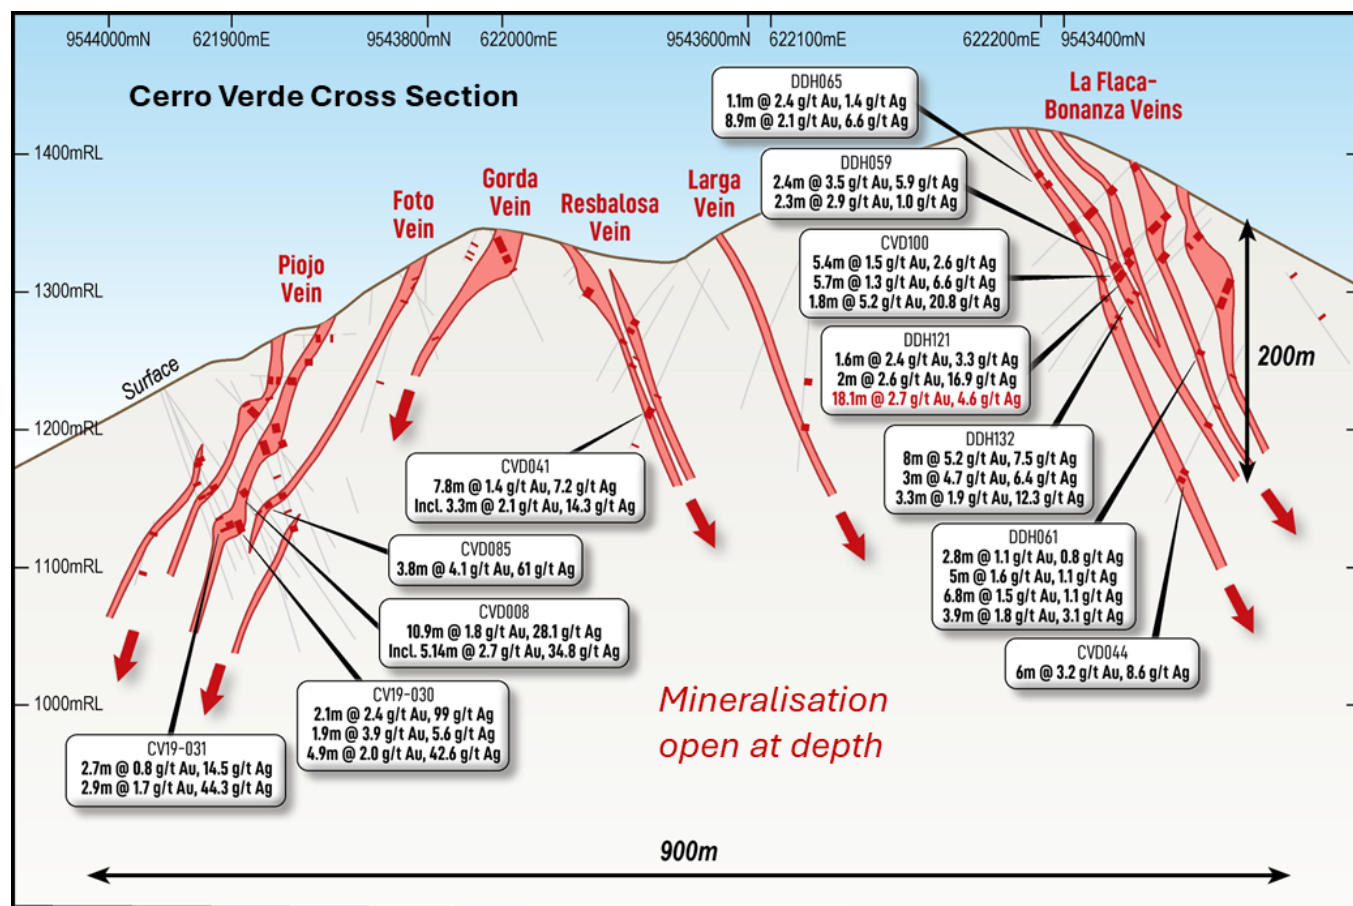 9544000mN 621900mE 9543800mN 622000mE 9543600mN 622100mE 622200mE 9543400mN
Cerro Verde Cross Section
1400mRL
1300mRL
1200mRL
1100mRL
1000mRL
Surface
Piojo
Vein
Foto
Vein
Gorda
Vein
Resbalosa
Vein
Larga
Vein
La Flaca-
Bonanza Veins
DDH065
1.1m @ 2.4 g/t Au, 1.4 g/t Ag
8.9m @ 2.1 g/t Au, 6.6 g/t Ag
DDH059
2.4m @ 3.5 g/t Au, 5.9 g/t Ag
2.3m @ 2.9 g/t Au, 1.0 g/t Ag
CVD100
5.4m @ 1.5 g/t Au, 2.6 g/t Ag
5.7m @ 1.3 g/t Au, 6.6 g/t Ag
1.8m @ 5.2 g/t Au, 20.8 g/t Ag
DDH121
1.6m @ 2.4 g/t Au, 3.3 g/t Ag
2m @ 2.6 g/t Au, 16.9 g/t Ag
18.1m @ 2.7 g/t Au, 4.6 g/t Ag
200m
DDH132
8m @ 5.2 g/t Au, 7.5 g/t Ag
3m @ 4.7 g/t Au, 6.4 g/t Ag
3.3m @ 1.9 g/t Au, 12.3 g/t Ag
CVD041
7.8m @ 1.4 g/t Au, 7.2 g/t Ag
Incl. 3.3m @ 2.1 g/t Au, 14.3 g/t Ag
CVD085
3.8m @ 4.1 g/t Au, 61 g/t Ag
DDH061
2.8m @ 1.1 g/t Au, 0.8 g/t Ag
5m @ 1.6 g/t Au, 1.1 g/t Ag
6.8m @ 1.5 g/t Au, 1.1 g/t Ag
3.9m @ 1.8 g/t Au, 3.1 g/t Ag
CVD008
10.9m @ 1.8 g/t Au, 28.1 g/t Ag
Incl. 5.14m @ 2.7 g/t Au, 34.8 g/t Ag
CVD044
6m @ 3.2 g/t Au, 8.6 g/t Ag
CV19-030
2.1m @ 2.4 g/t Au, 99 g/t Ag
1.9m @ 3.9 g/t Au, 5.6 g/t Ag
4.9m @ 2.0 g/t Au, 42.6 g/t Ag
CV19-031
2.7m @ 0.8 g/t Au, 14.5 g/t Ag
2.9m @ 1.7 g/t Au, 44.3 g/t Ag
Mineralisation
open at depth
900m